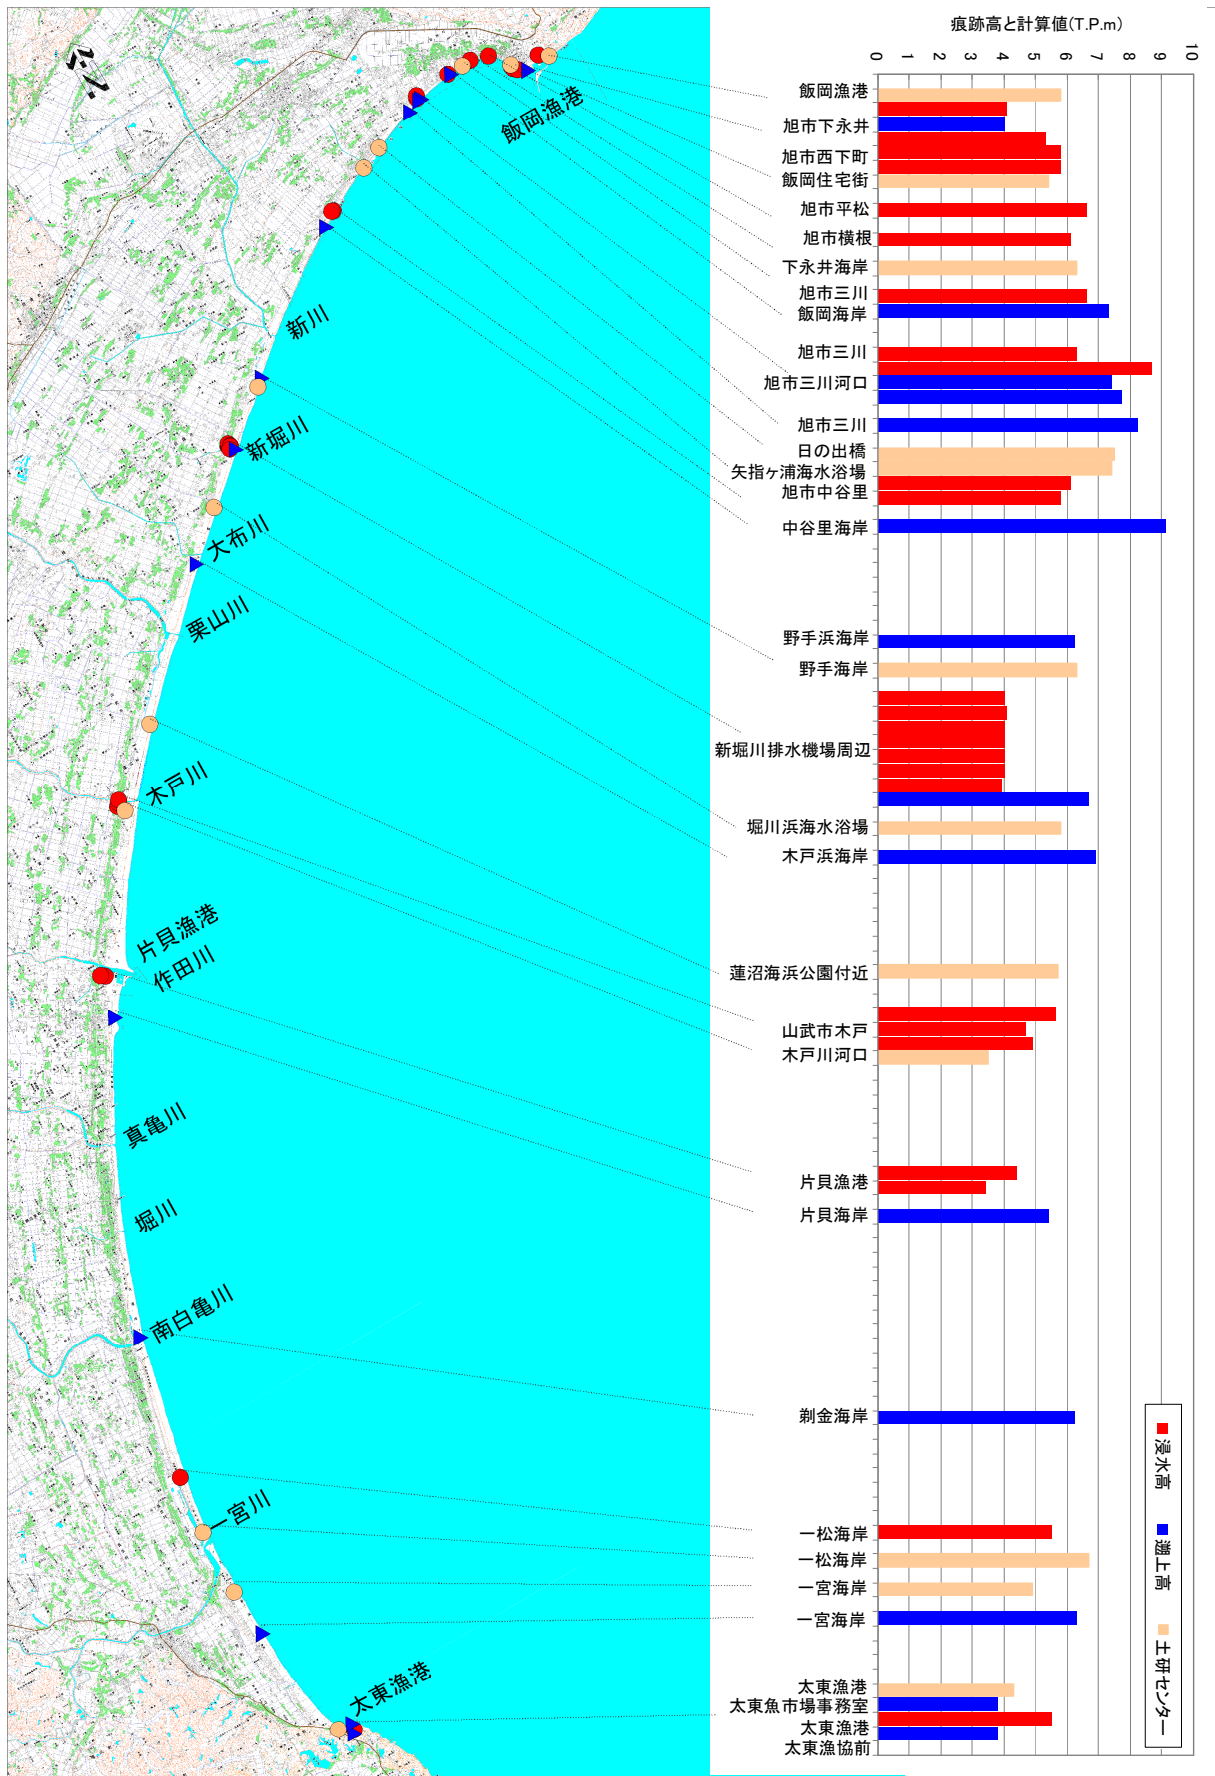 痕跡高と計算値(T.P.m)
0 1 2 3 4 5 6 7 8 9 10
飯岡漁港
旭市下永井
旭市西下町
飯岡住宅街
旭市平松
旭市横根
下永井海岸
旭市三川
飯岡海岸
旭市三川
旭市三川河口
旭市三川
日の出橋
矢指ヶ浦海水浴場
旭市中谷里
中谷里海岸
野手浜海岸
野手海岸
新堀川排水機場周辺
堀川浜海水浴場
木戸浜海岸
蓮沼海浜公園付近
山武市木戸
木戸川河口
片貝漁港
片貝海岸
剃金海岸
一松海岸
一松海岸
一宮海岸
一宮海岸
太東漁港
太東魚市場事務室
太東漁港
太東漁協前
浸水高
遡上高
土研センター
飯岡漁港
新川
新堀川
大布川
栗山川
木戸川
片貝漁港
作田川
真亀川
堀川
南白亀川
一宮川
太東漁港